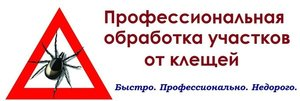 Профессиональная
обработка участков
от клещей
Быстро. Профессионально. Недорого.